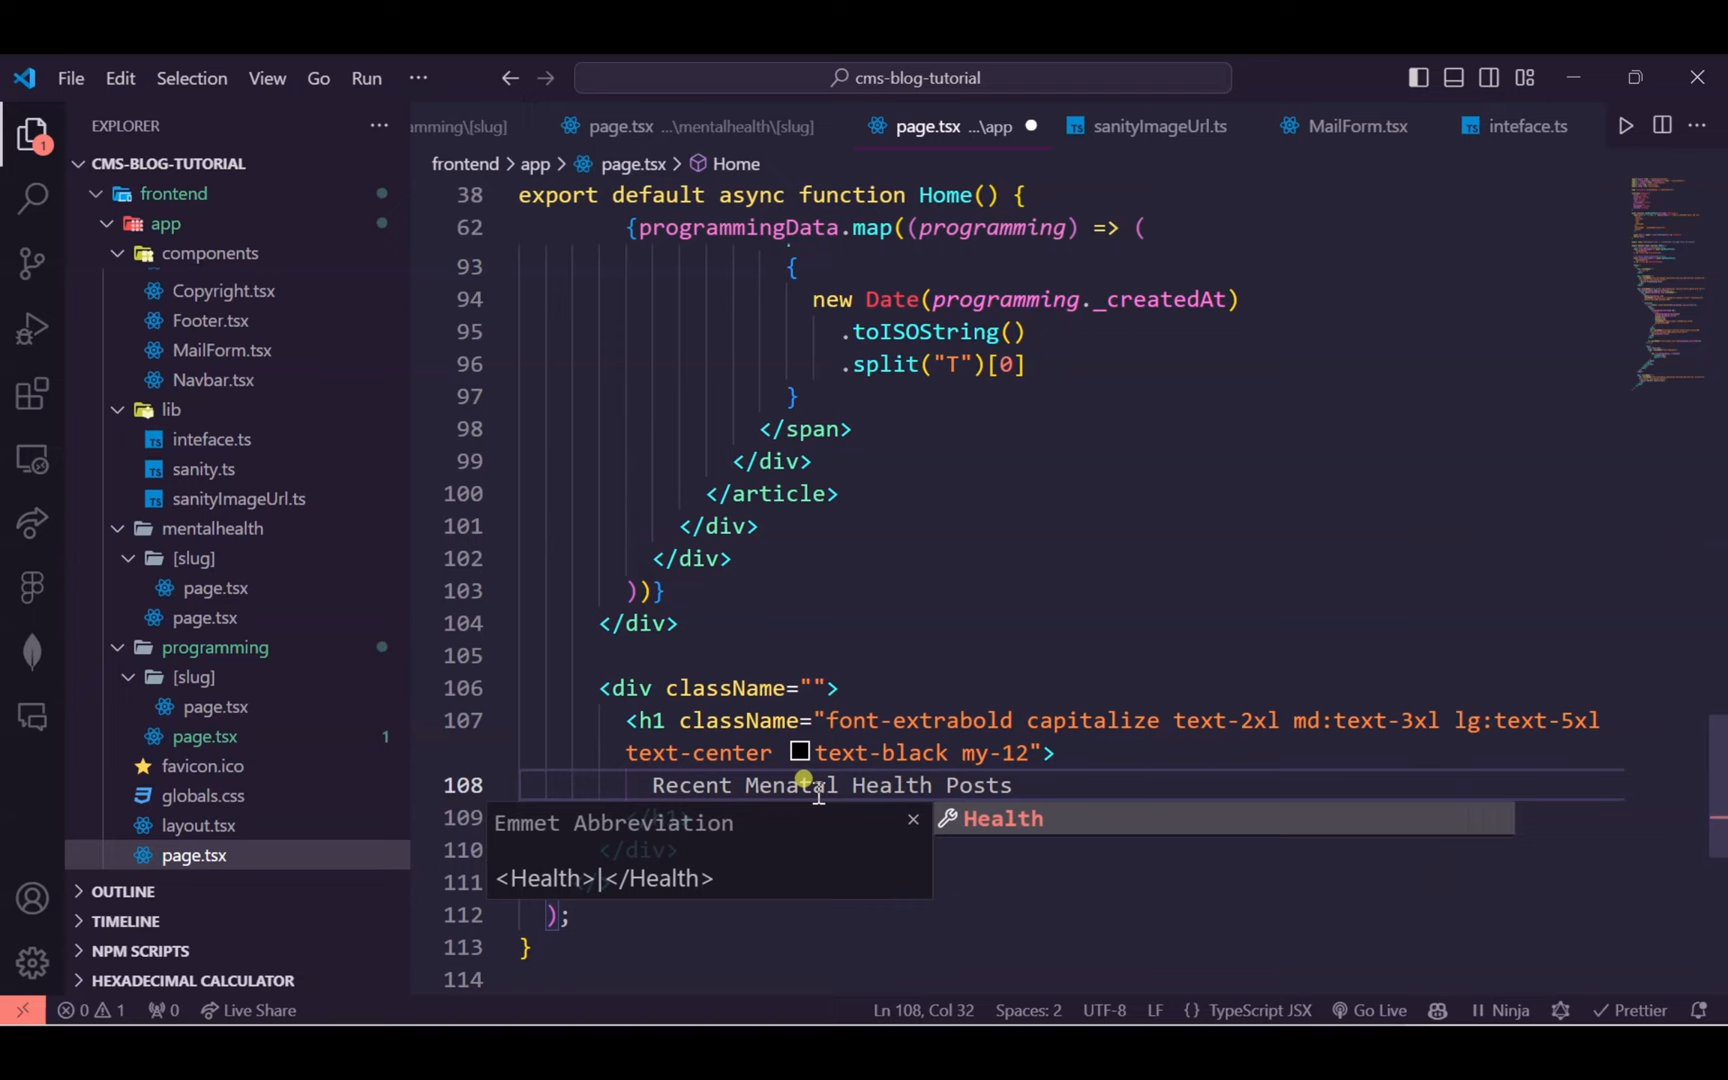 File Edit Selection View Go Run ··· cms-blog-tutorial
EXPLORER ···
CMS-BLOG-TUTORIAL
frontend
app
components
Copyright.tsx
Footer.tsx
MailForm.tsx
Navbar.tsx
lib
inteface.ts
sanity.ts
sanityImageUrl.ts
mentalhealth
[slug]
page.tsx
page.tsx
programming
[slug]
page.tsx
page.tsx 1
favicon.ico
globals.css
layout.tsx
page.tsx
OUTLINE
TIMELINE
NPM SCRIPTS
HEXADECIMAL CALCULATOR
1
amming\[slug] page.tsx ...\mentalhealth\[slug] page.tsx ...\app sanityImageUrl.ts MailForm.tsx inteface.ts ···
frontend > app > page.tsx > Home
38 export default async function Home() {
62 {programmingData.map((programming) => (
93 {
94 new Date(programming._createdAt)
95 .toISOString()
96 .split("T")[0]
97 }
98 </span>
99 </div>
100 </article>
101 </div>
102 </div>
103 ))}
104 </div>
105
106 <div className="">
107 <h1 className="font-extrabold capitalize text-2xl md:text-3xl lg:text-5xl
text-center text-black my-12">
108 Recent Menatal Health Posts
109 </h1>
110 </div>
111
112 );
113 }
114
Emmet Abbreviation
<Health>|</Health>
Health
0 1 0 Live Share Ln 108, Col 32 Spaces: 2 UTF-8 LF {} TypeScript JSX Go Live Ninja Prettier